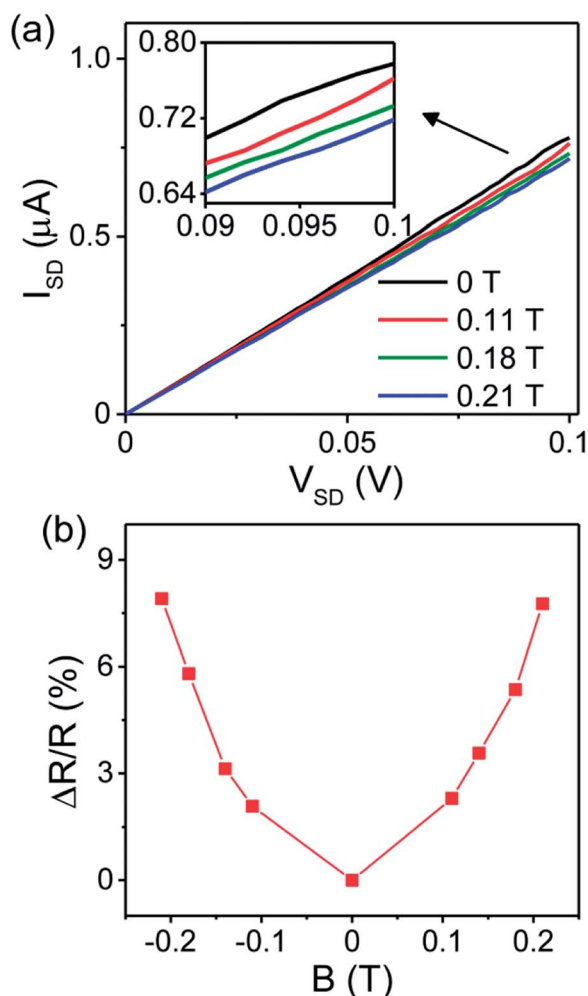 (a)
1.0
0.5
0
I_SD (μA)
0.80
0.72
0.64
0.09
0.095
0.1
0 T
0.11 T
0.18 T
0.21 T
0
0.05
0.1
V_SD (V)
(b)
9
6
3
0
ΔR/R (%)
-0.2
-0.1
0
0.1
0.2
B (T)